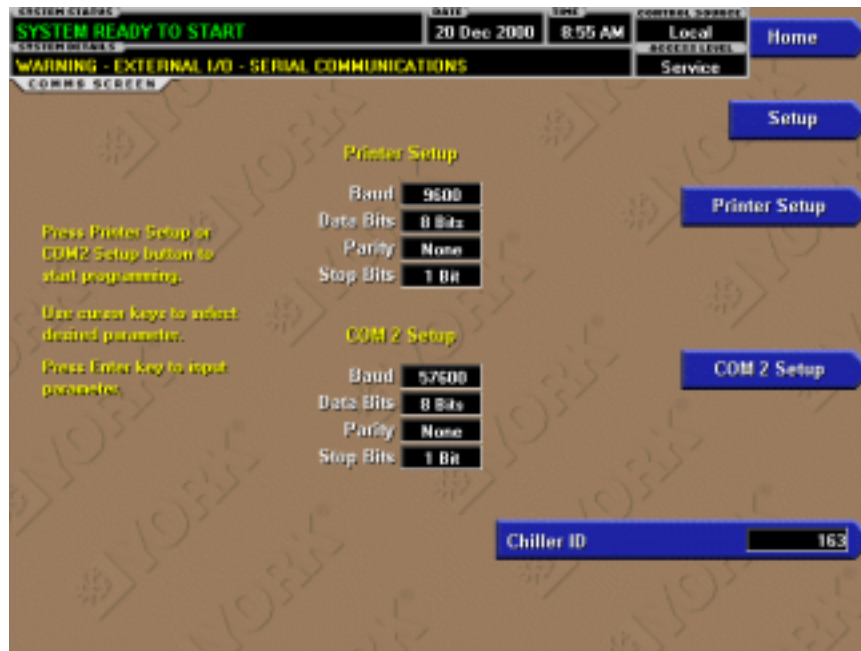 SYSTEM STATUS
SYSTEM READY TO START
DATE
20 Dec 2000
TIME
8:55 AM
CONTROL SOURCE
Local
Home
SYSTEM DETAILS
WARNING - EXTERNAL I/O - SERIAL COMMUNICATIONS
ACCESS LEVEL
Service
COMMS SCREEN
Setup
Printer Setup
Baud 9600
Data Bits 8 Bits
Parity None
Stop Bits 1 Bit
Printer Setup
Press Printer Setup or
COM2 Setup button to
start programming.
Use cursor keys to select
desired parameter.
Press Enter key to input
parameter.
COM 2 Setup
Baud 57600
Data Bits 8 Bits
Parity None
Stop Bits 1 Bit
COM 2 Setup
Chiller ID 163
YORK